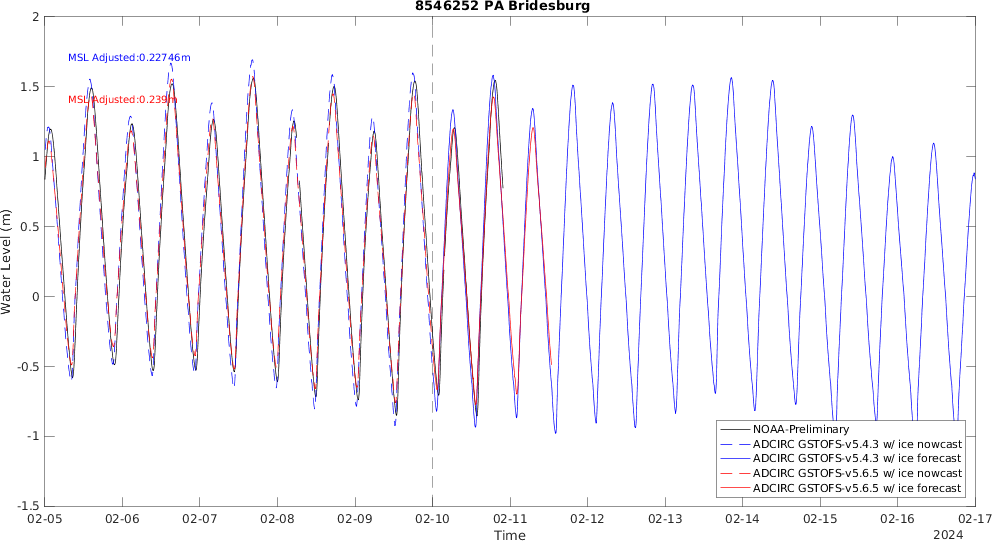 8546252 PA Bridesburg
Water Level (m)
2
1.5
1
0.5
0
-0.5
-1
-1.5
MSL Adjusted:0.22746m
MSL Adjusted:0.239m
NOAA-Preliminary
ADCIRC GSTOFS-v5.4.3 w/ ice nowcast
ADCIRC GSTOFS-v5.4.3 w/ ice forecast
ADCIRC GSTOFS-v5.6.5 w/ ice nowcast
ADCIRC GSTOFS-v5.6.5 w/ ice forecast
02-05 02-06 02-07 02-08 02-09 02-10 02-11 02-12 02-13 02-14 02-15 02-16 02-17
Time
2024